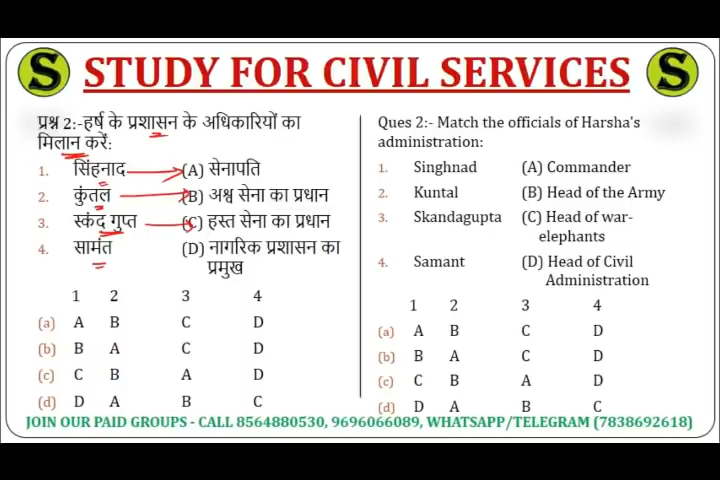 S STUDY FOR CIVIL SERVICES S
प्रश्न 2:-हर्ष के प्रशासन के अधिकारियों का
मिलान करें:
1. सिंहनाद (A) सेनापति
2. कुंतल (B) अश्व सेना का प्रधान
3. स्कंद गुप्त (C) हस्त सेना का प्रधान
4. सामंत (D) नागरिक प्रशासन का
प्रमुख
1 2 3 4
(a) A B C D
(b) B A C D
(c) C B A D
(d) D A B C
Ques 2:- Match the officials of Harsha's
administration:
1. Singhnad (A) Commander
2. Kuntal (B) Head of the Army
3. Skandagupta (C) Head of war-
elephants
4. Samant (D) Head of Civil
Administration
1 2 3 4
(a) A B C D
(b) B A C D
(c) C B A D
(d) D A B C
JOIN OUR PAID GROUPS - CALL 8564880530, 9696066089, WHATSAPP/TELEGRAM (7838692618)